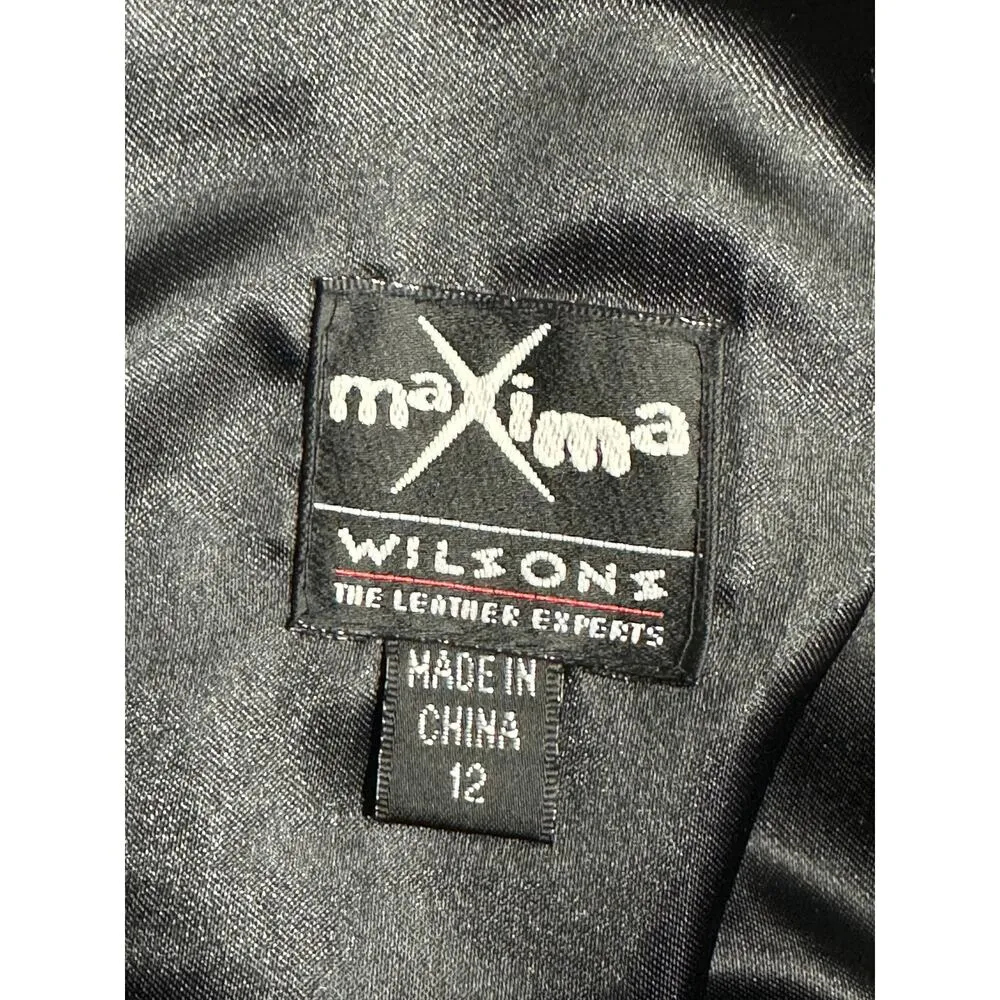 maXima
WILSONS
THE LEATHER EXPERTS
MADE IN
CHINA
12